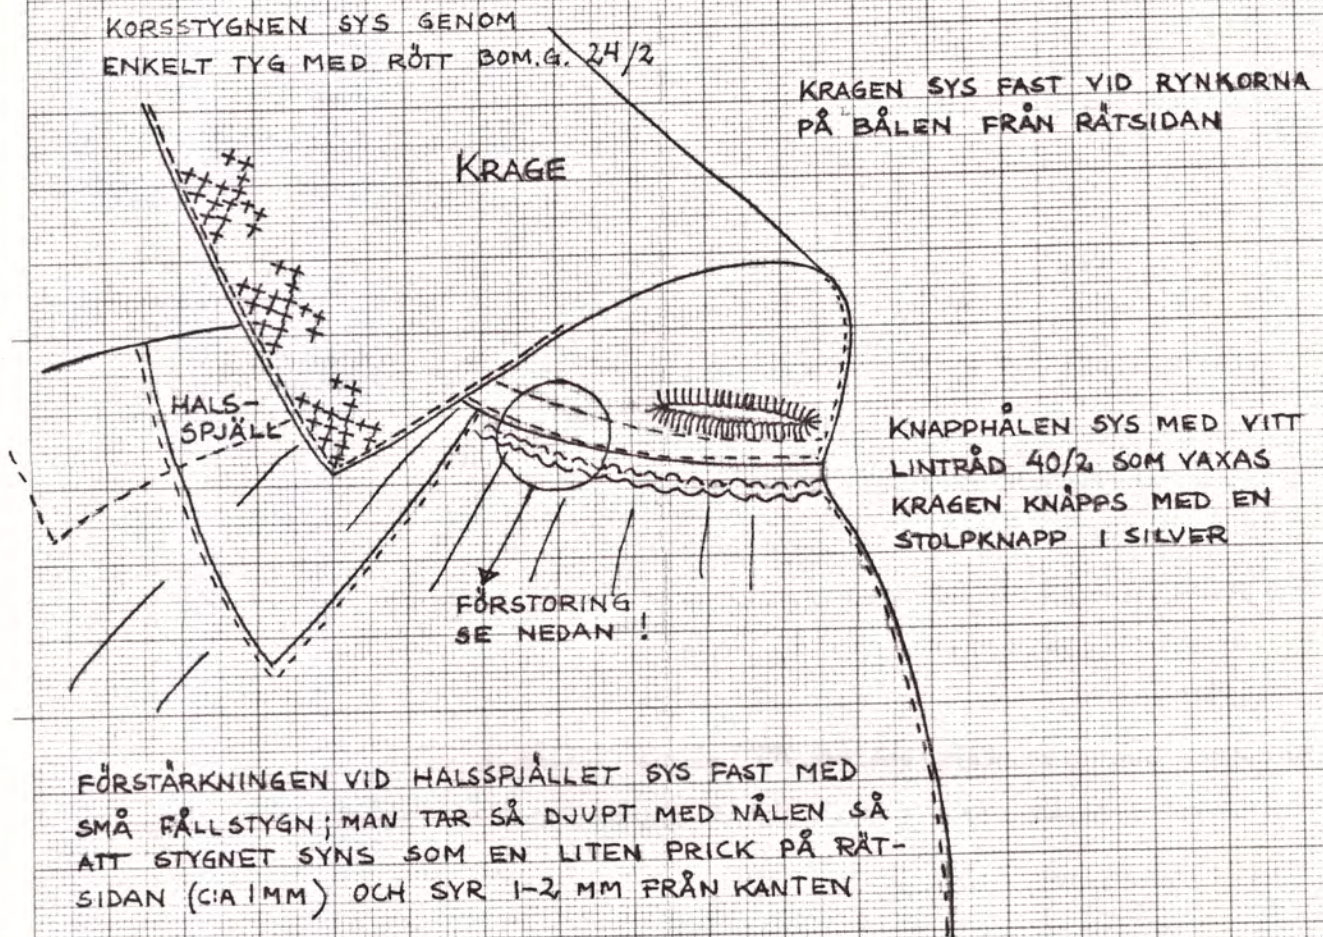 KORSSTYGNEN SYS GENOM
ENKELT TYG MED RÖTT BOM.G. 24/2
KRAGEN SYS FAST VID RYNKORNA
PÅ BÅLEN FRÅN RÄTSIDAN
KRAGE
HALS-
SPJÄLL
KNAPPHÅLEN SYS MED VITT
LINTRÅD 40/2 SOM VAXAS
KRAGEN KNÄPPS MED EN
STOLPKNAPP I SILVER
FÖRSTORING
SE NEDAN !
FÖRSTÄRKNINGEN VID HALSSPJÄLLET SYS FAST MED
SMÅ FÅLLSTYGN; MAN TAR SÅ DJUPT MED NÅLEN SÅ
ATT STYGNET SYNS SOM EN LITEN PRICK PÅ RÄT-
SIDAN (C:A 1 MM) OCH SYR 1-2 MM FRÅN KANTEN